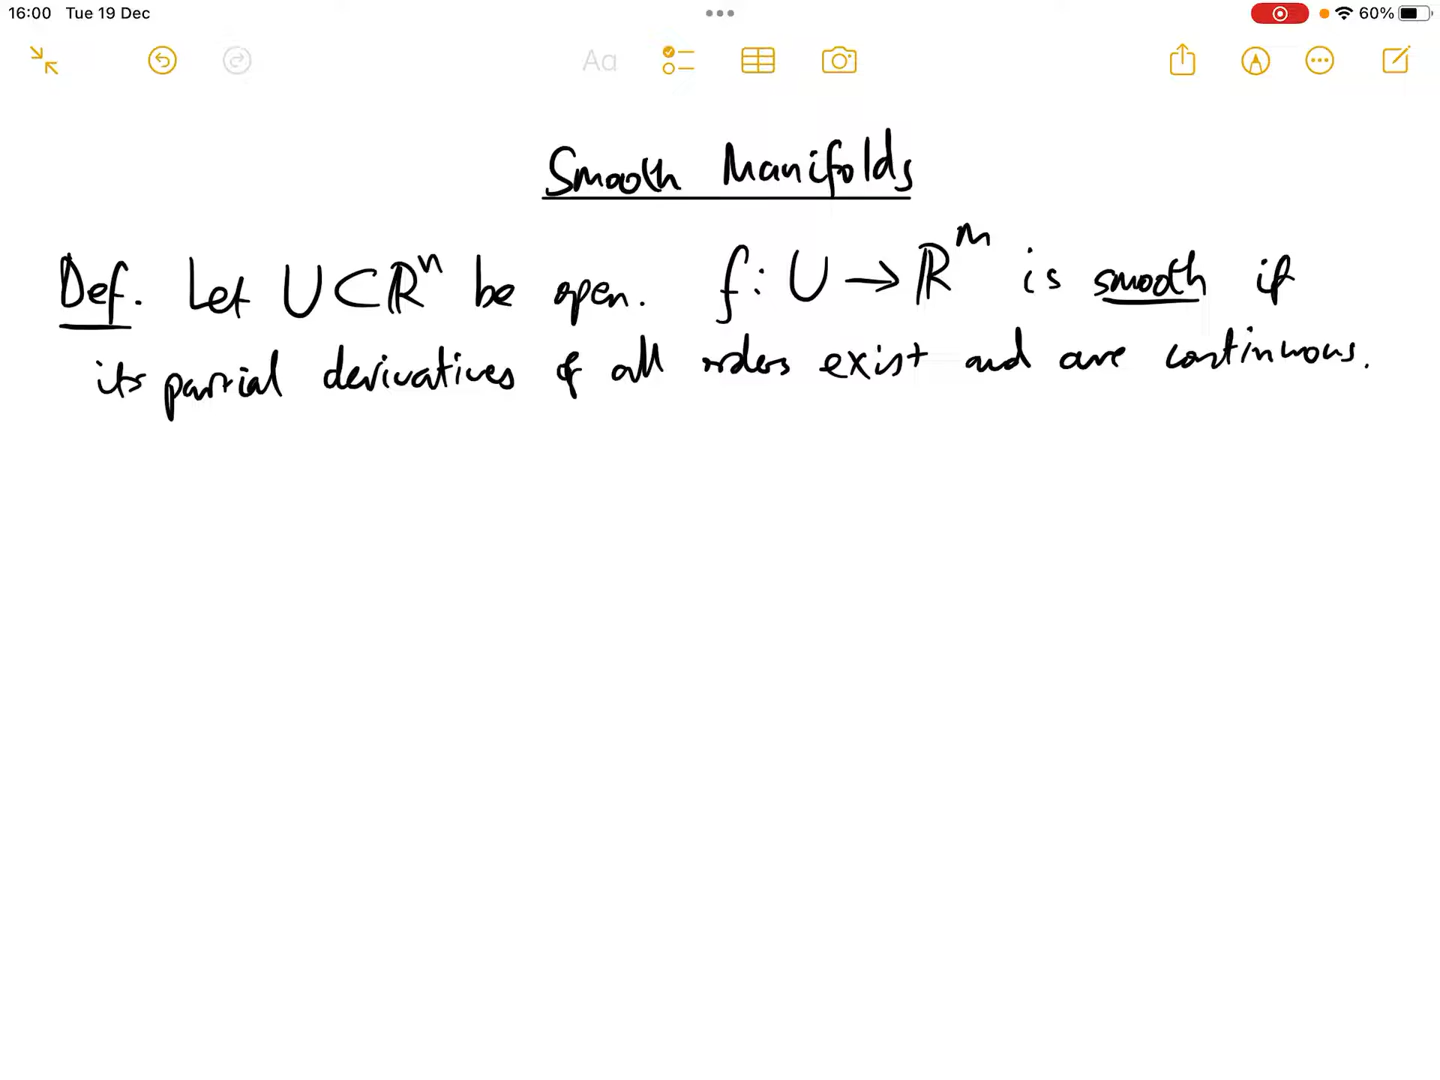 16:00 Tue 19 Dec 60%
Aa
Smooth Manifolds
Def. Let U⊂ℝⁿ be open. f: U → ℝᵐ is smooth if
its partial derivatives of all orders exist and are continuous.